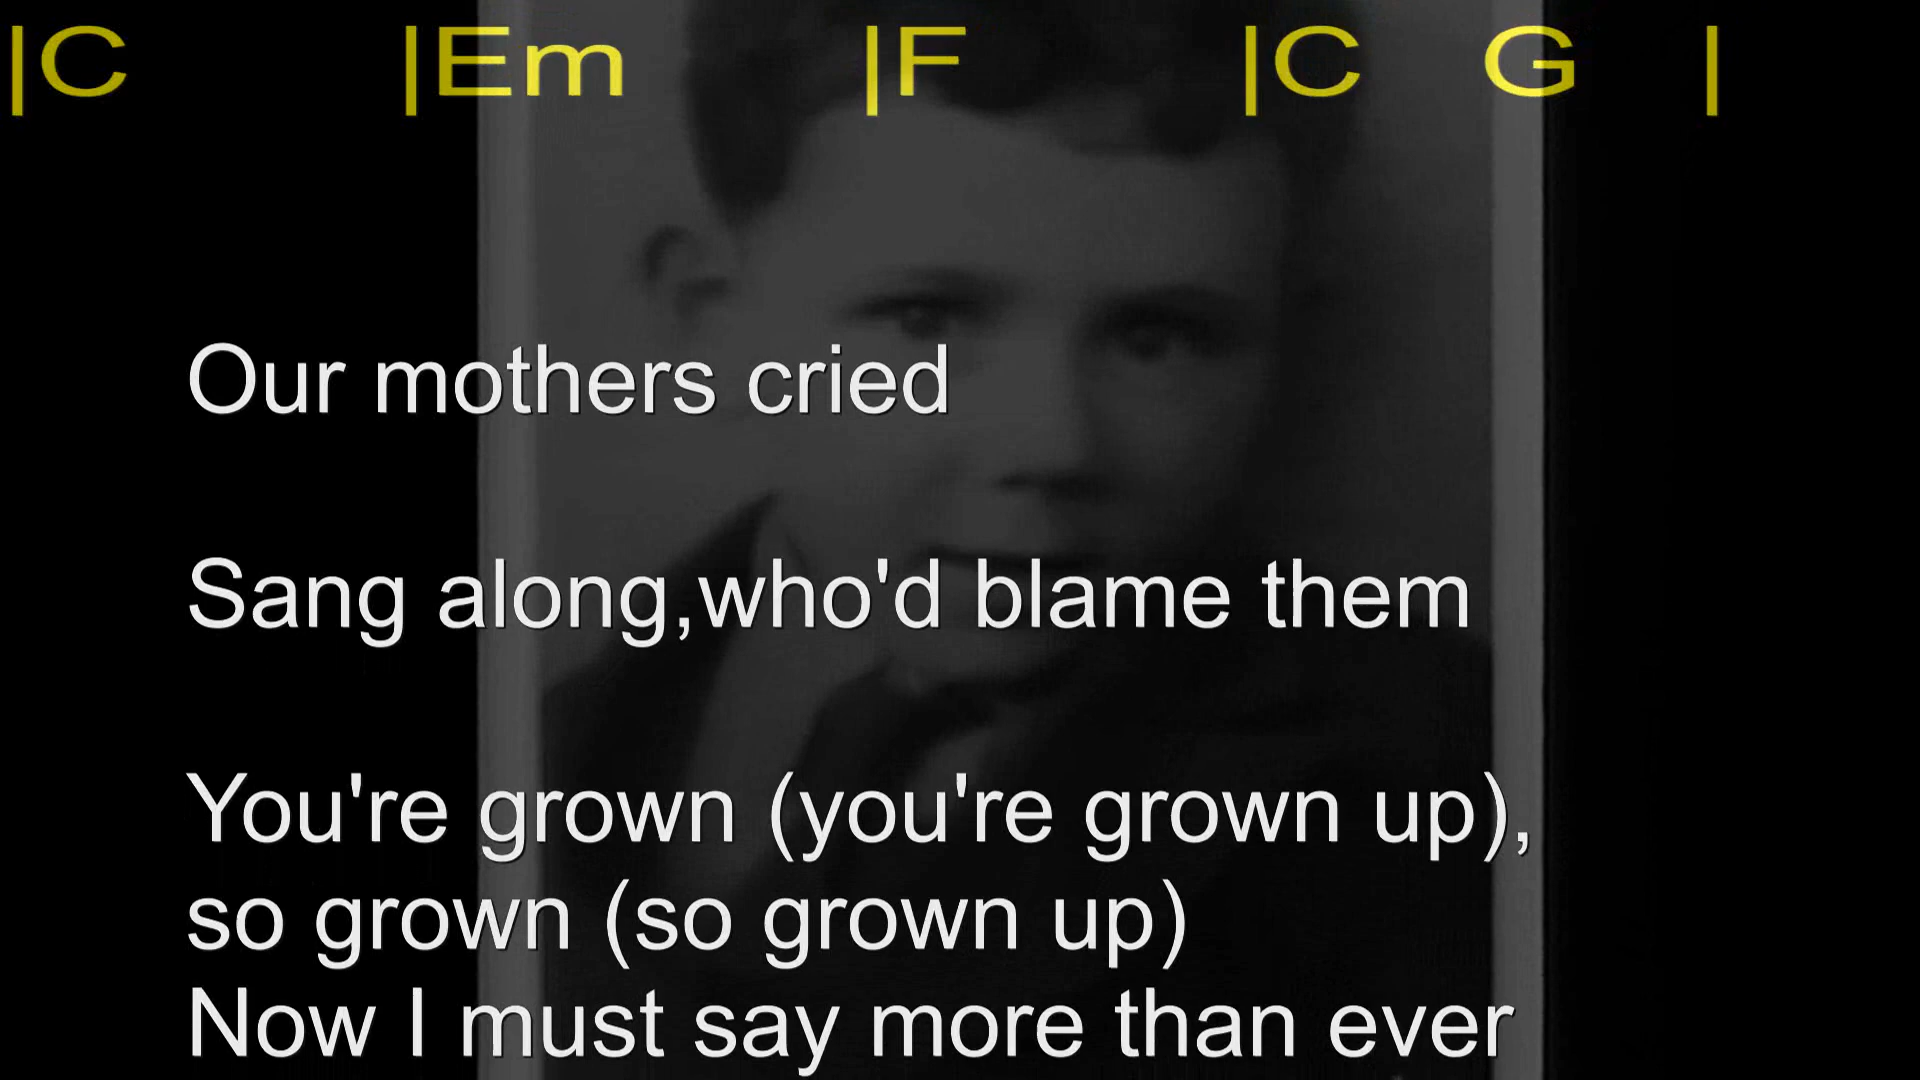 |C |Em |F |C G |
Our mothers cried
Sang along,who'd blame them
You're grown (you're grown up),
so grown (so grown up)
Now I must say more than ever